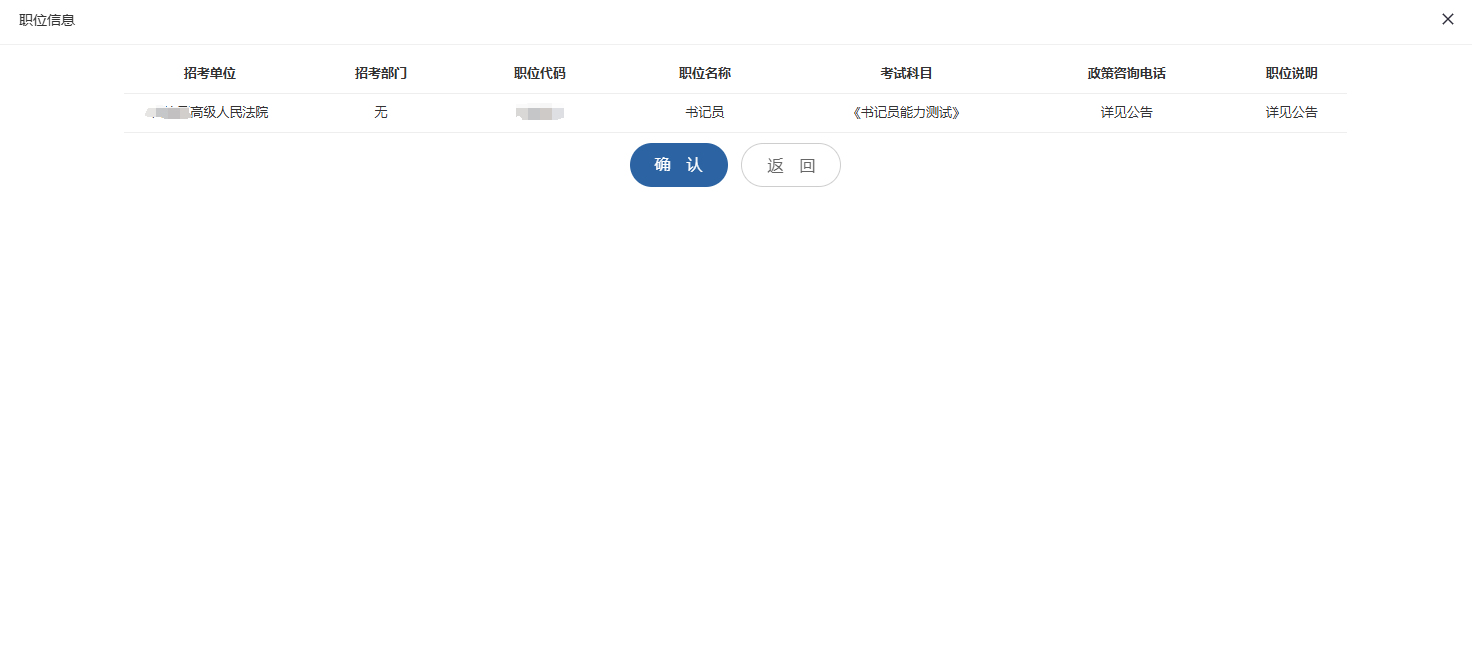 职位信息
招考单位 招考部门 职位代码 职位名称 考试科目 政策咨询电话 职位说明
高级人民法院 无 书记员 《书记员能力测试》 详见公告 详见公告
确 认 返 回